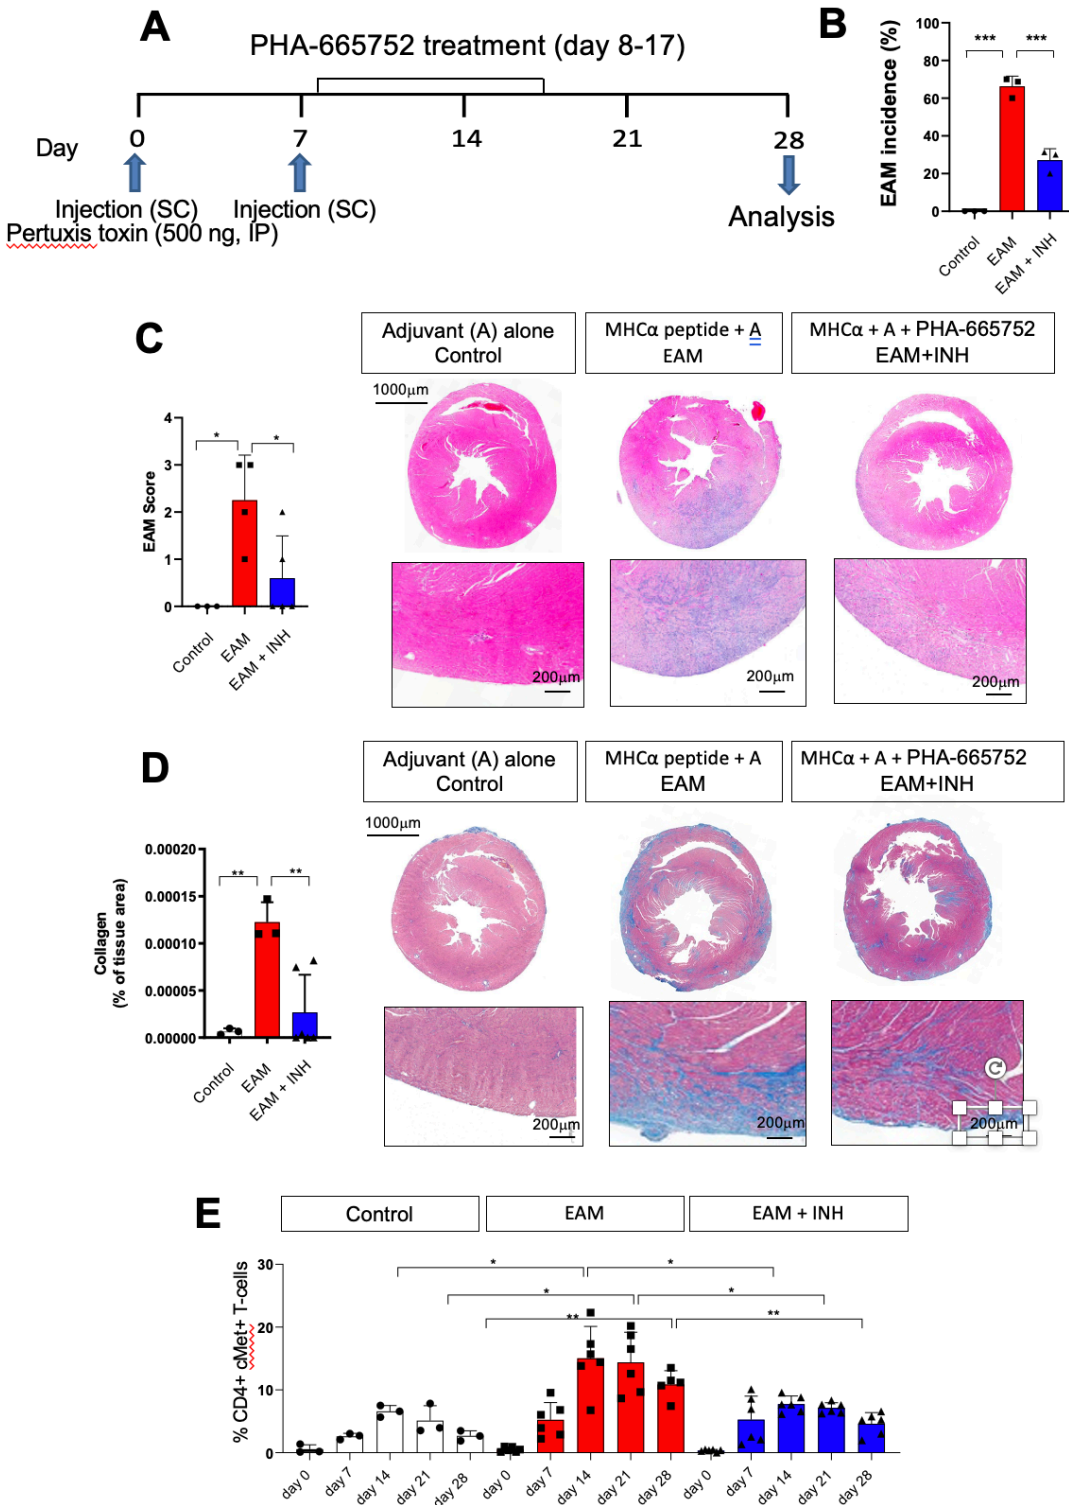 A
PHA-665752 treatment (day 8-17)
Day
0 7 14 21 28
Injection (SC) Injection (SC)
Pertuxis toxin (500 ng, IP)
Analysis
B
EAM incidence (%)
100
80
60
40
20
0
*** ***
Control
EAM
EAM + INH
C
EAM Score
4
3
2
1
0
* *
Control
EAM
EAM + INH
Adjuvant (A) alone
Control
MHCα peptide + A
EAM
MHCα + A + PHA-665752
EAM+INH
1000µm
200µm
200µm
200µm
D
Collagen
(% of tissue area)
0.00020
0.00015
0.00010
0.00005
0.00000
** **
Control
EAM
EAM + INH
Adjuvant (A) alone
Control
MHCα peptide + A
EAM
MHCα + A + PHA-665752
EAM+INH
1000µm
200µm
200µm
200µm
E
Control
EAM
EAM + INH
% CD4+ cMet+ T-cells
30
20
10
0
* *
* *
** **
day 0
day 7
day 14
day 21
day 28
day 0
day 7
day 14
day 21
day 28
day 0
day 7
day 14
day 21
day 28